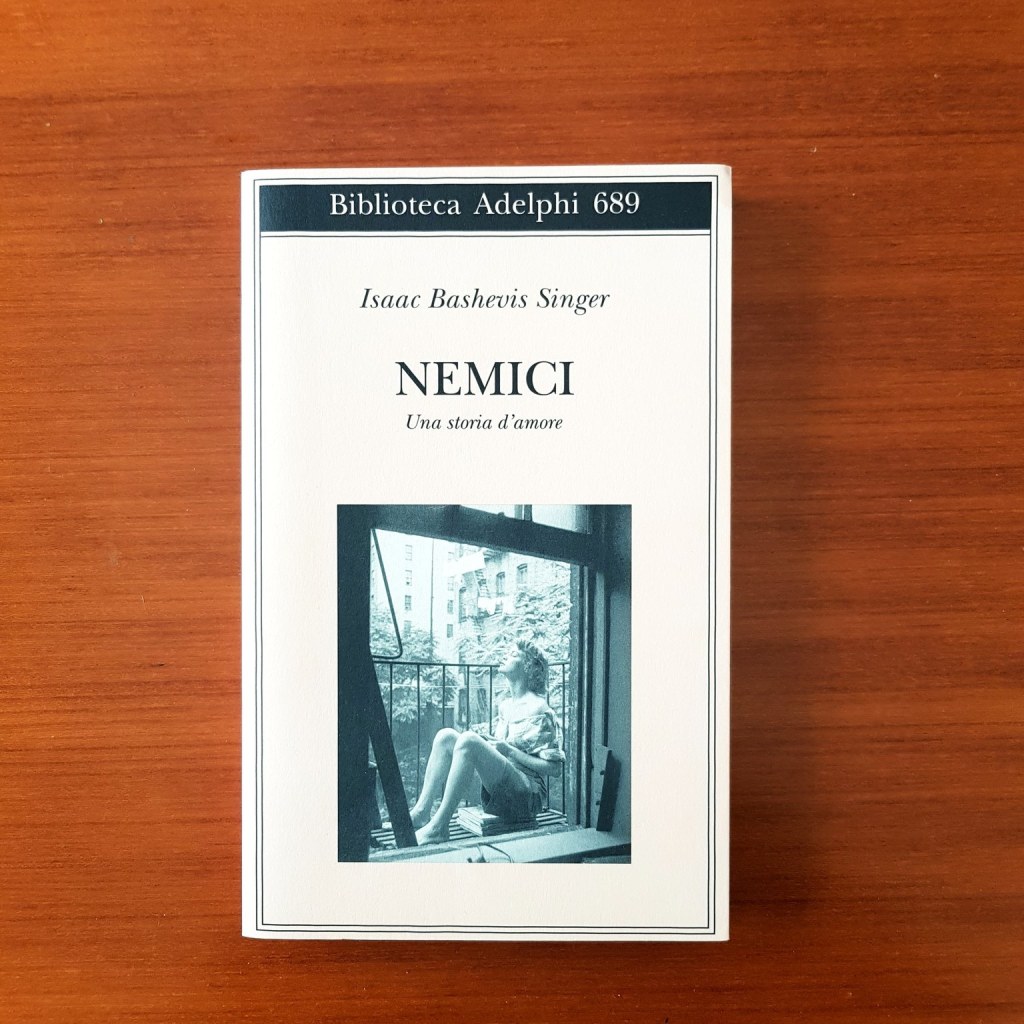 Biblioteca Adelphi 689
Isaac Bashevis Singer
NEMICI
Una storia d'amore